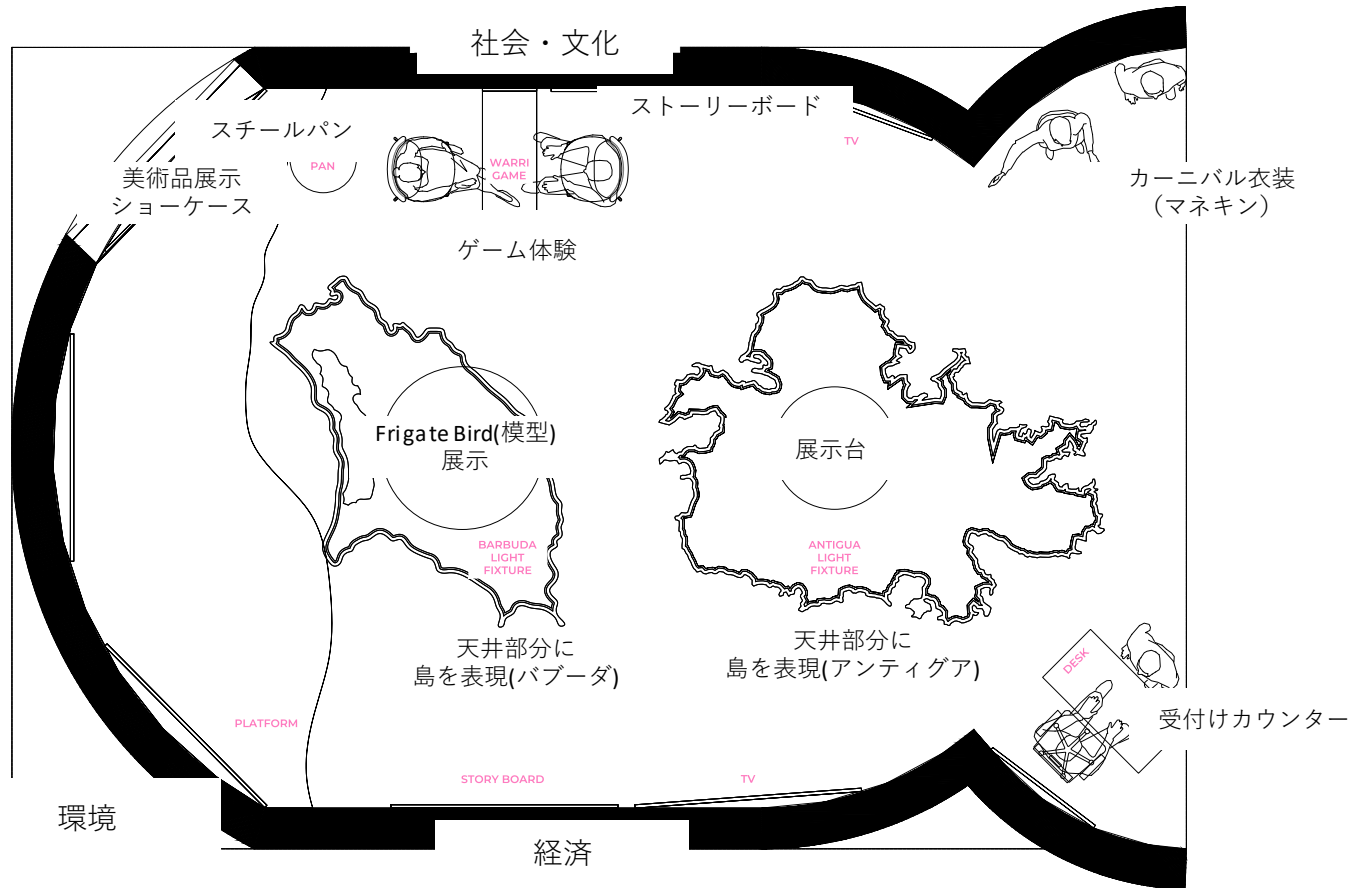 社会・文化
ストーリーボード
スチールパン
TV
PAN
WARRI
GAME
美術品展示
ショーケース
カーニバル衣装
（マネキン）
ゲーム体験
Frigate Bird(模型)
展示
展示台
BARBUDA
LIGHT
FIXTURE
ANTIGUA
LIGHT
FIXTURE
天井部分に
島を表現(バブーダ)
天井部分に
島を表現(アンティグア)
DESK
受付けカウンター
PLATFORM
STORY BOARD
TV
環境
経済